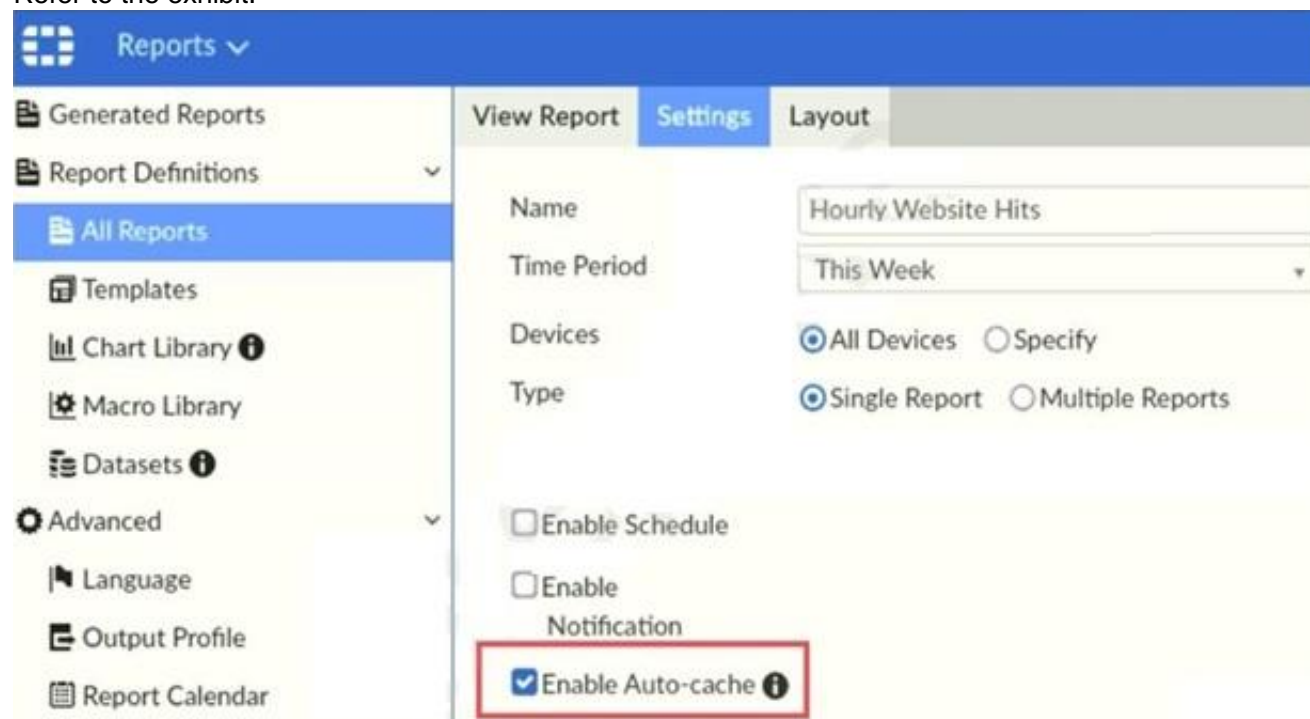 Refer to the exhibit.
Reports
Generated Reports
Report Definitions
All Reports
Templates
Chart Library
Macro Library
Datasets
Advanced
Language
Output Profile
Report Calendar
View Report Settings Layout
Name Hourly Website Hits
Time Period This Week
Devices All Devices Specify
Type Single Report Multiple Reports
Enable Schedule
Enable
Notification
Enable Auto-cache